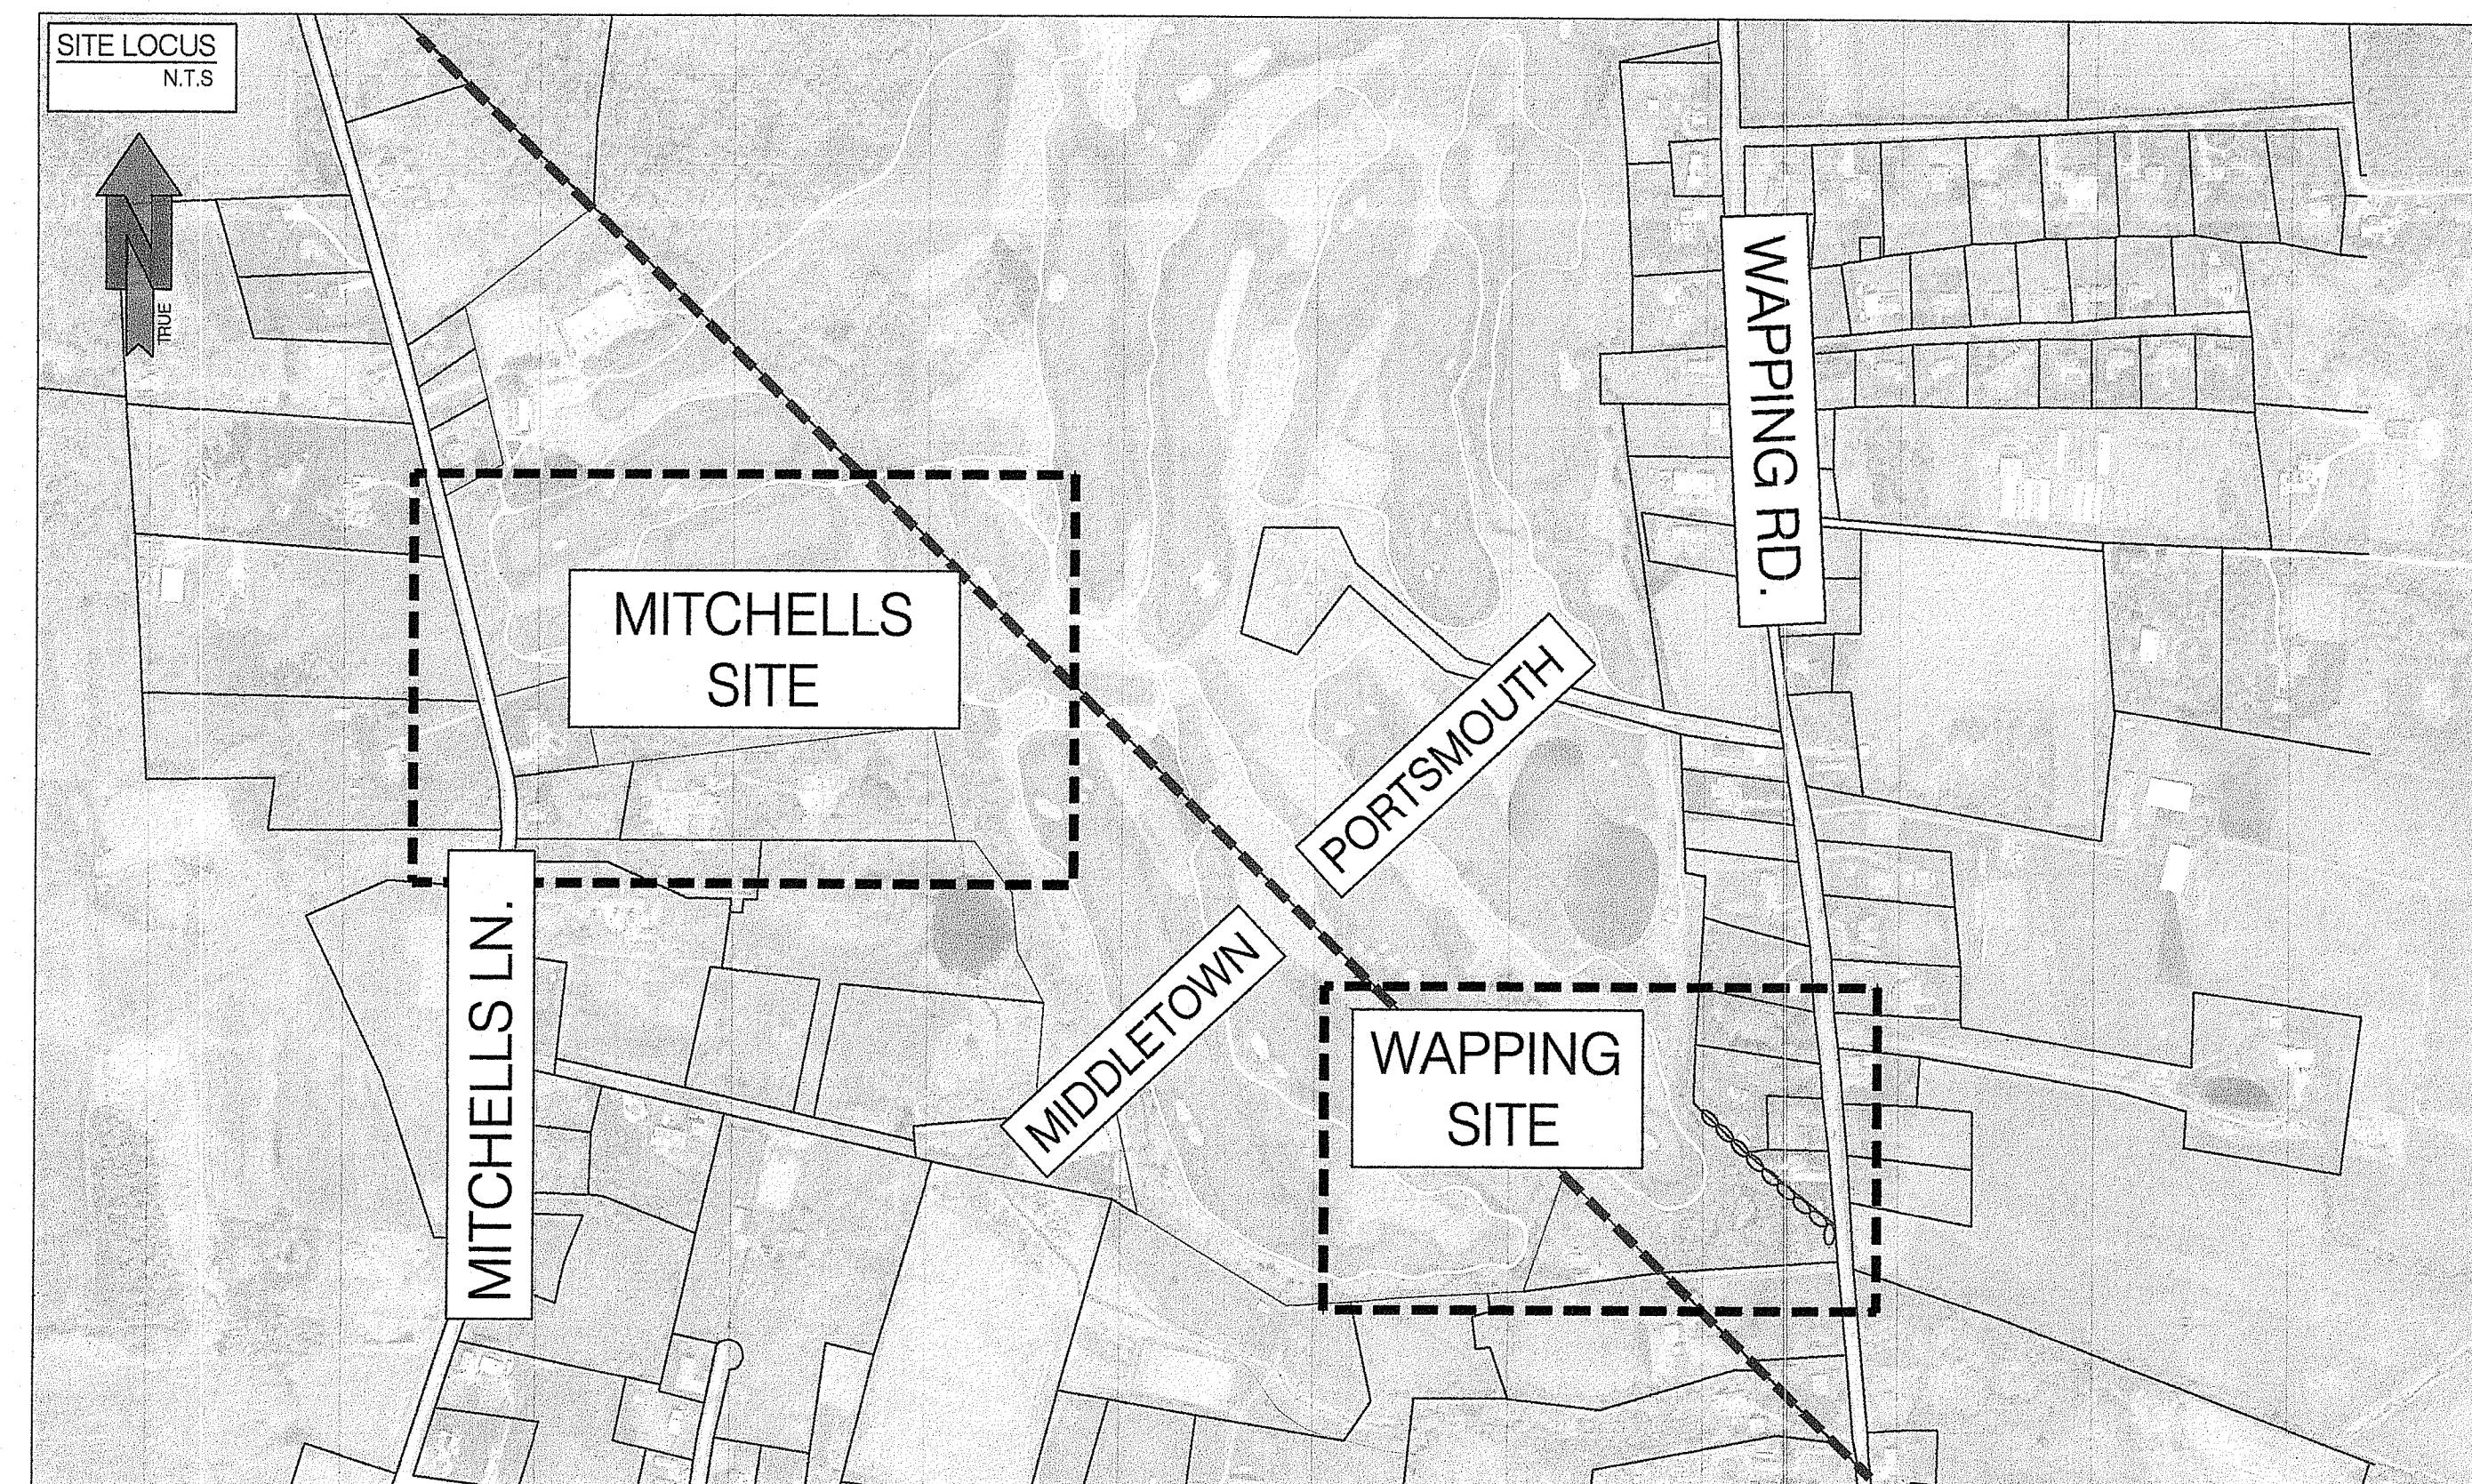 SITE LOCUS
N.T.S
N
TRUE
WAPPING RD.
MITCHELLS
SITE
PORTSMOUTH
MIDDLETOWN
WAPPING
SITE
MITCHELLS LN.